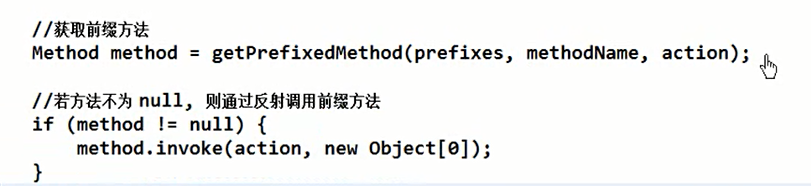 //获取前缀方法
Method method = getPrefixedMethod(prefixes, methodName, action);
//若方法不为 null, 则通过反射调用前缀方法
if (method != null) {
    method.invoke(action, new Object[0]);
}